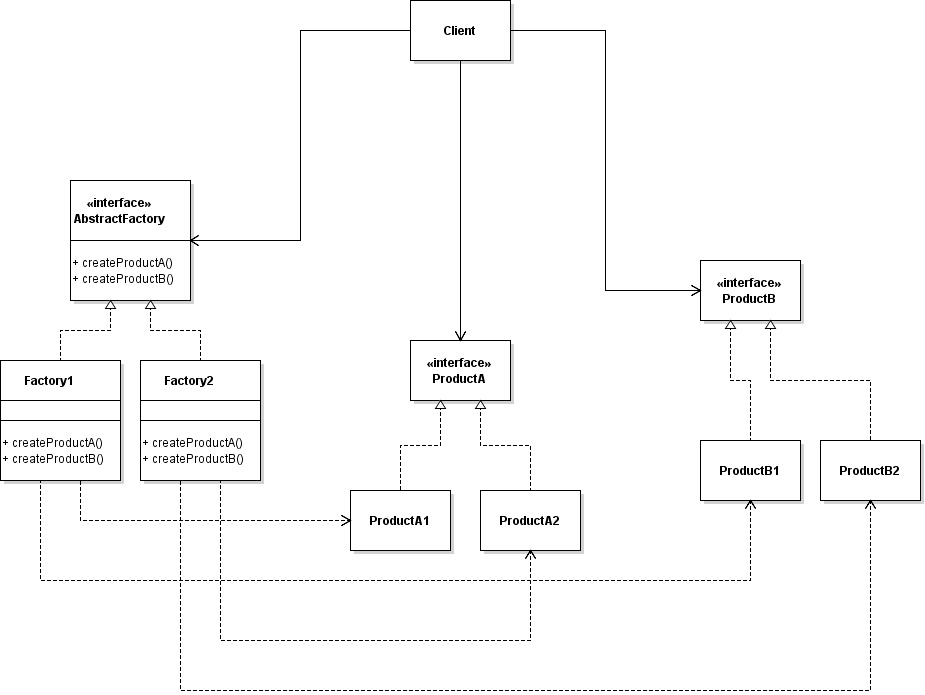 Client
«interface»
AbstractFactory
+ createProductA()
+ createProductB()
«interface»
ProductB
«interface»
ProductA
Factory1
+ createProductA()
+ createProductB()
Factory2
+ createProductA()
+ createProductB()
ProductB1
ProductB2
ProductA1
ProductA2